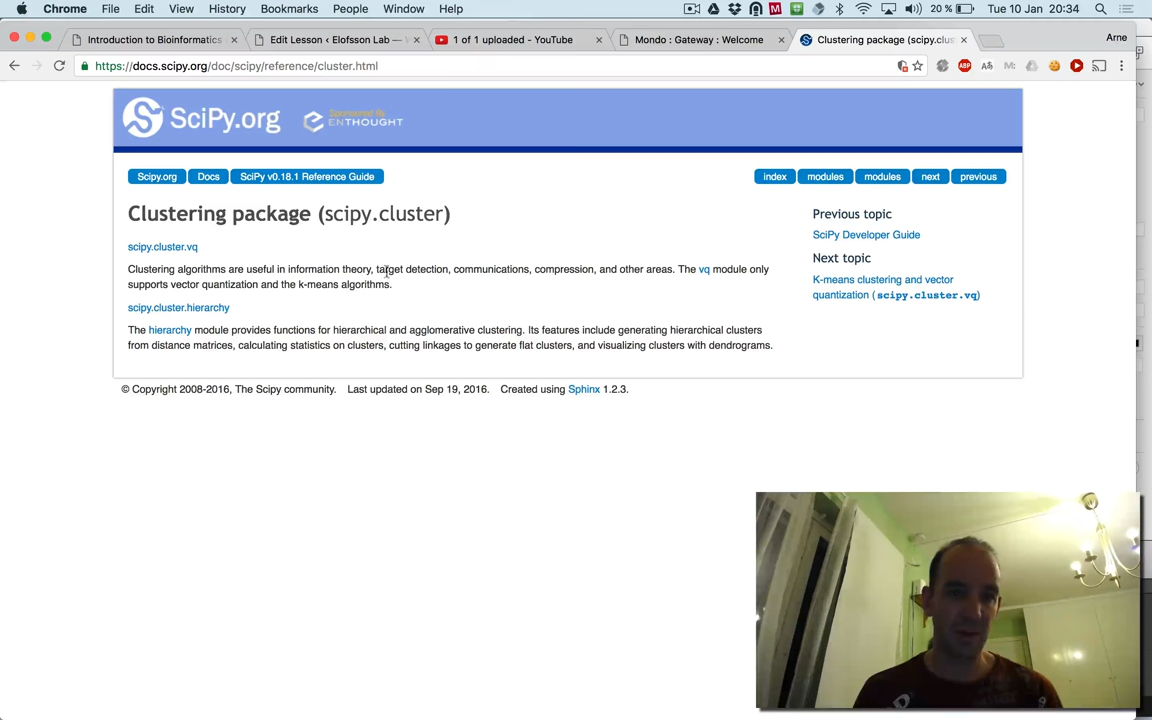 Chrome File Edit View History Bookmarks People Window Help 20 % Tue 10 Jan 20:34
Introduction to Bioinformatics Edit Lesson ‹ Elofsson Lab — 1 of 1 uploaded - YouTube Mondo : Gateway : Welcome Clustering package (scipy.clus Arne
https://docs.scipy.org/doc/scipy/reference/cluster.html
SciPy.org Sponsored By ENTHOUGHT
Scipy.org Docs SciPy v0.18.1 Reference Guide index modules modules next previous
Clustering package (scipy.cluster)
scipy.cluster.vq
Clustering algorithms are useful in information theory, target detection, communications, compression, and other areas. The vq module only
supports vector quantization and the k-means algorithms.
scipy.cluster.hierarchy
The hierarchy module provides functions for hierarchical and agglomerative clustering. Its features include generating hierarchical clusters
from distance matrices, calculating statistics on clusters, cutting linkages to generate flat clusters, and visualizing clusters with dendrograms.
Previous topic
SciPy Developer Guide
Next topic
K-means clustering and vector
quantization (scipy.cluster.vq)
© Copyright 2008-2016, The Scipy community. Last updated on Sep 19, 2016. Created using Sphinx 1.2.3.